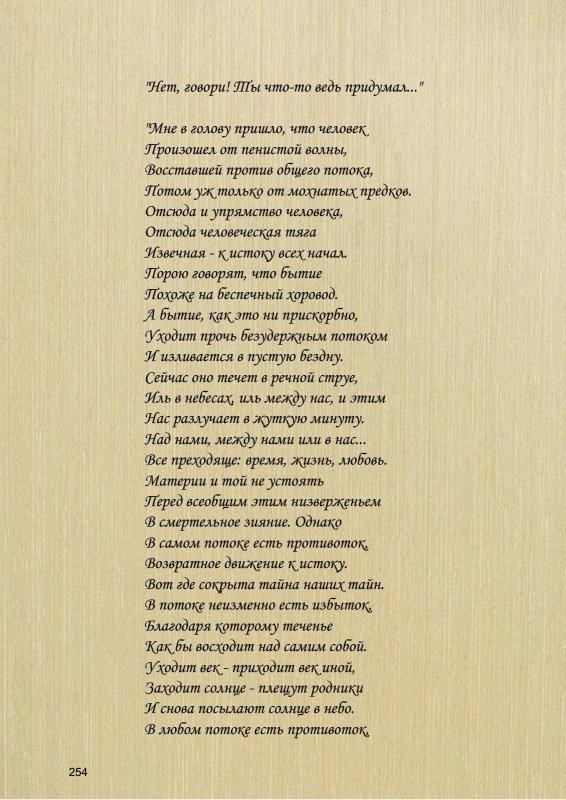 "Нет, говори! Ты что-то ведь придумал..."
"Мне в голову пришло, что человек
Произошел от пенистой волны,
Восставшей против общего потока,
Потом уж только от мохнатых предков.
Отсюда и упрямство человека,
Отсюда человеческая тяга
Извечная - к истоку всех начал.
Порою говорят, что бытие
Похоже на беспечный хоровод.
А бытие, как это ни прискорбно,
Уходит прочь безудержным потоком
И изливается в пустую бездну.
Сейчас оно течет в речной струе,
Иль в небесах, иль между нас, и этим
Нас разлучает в жуткую минуту.
Над нами, между нами или в нас...
Все преходяще: время, жизнь, любовь.
Материи и той не устоять
Перед всеобщим этим низверженьем
В смертельное зияние. Однако
В самом потоке есть противоток,
Возвратное движение к истоку.
Вот где сокрыта тайна наших тайн.
В потоке неизменно есть избыток,
Благодаря которому теченье
Как бы восходит над самим собой.
Уходит век - приходит век иной,
Заходит солнце - плещут родники
И снова посылают солнце в небо.
В любом потоке есть противоток,
254